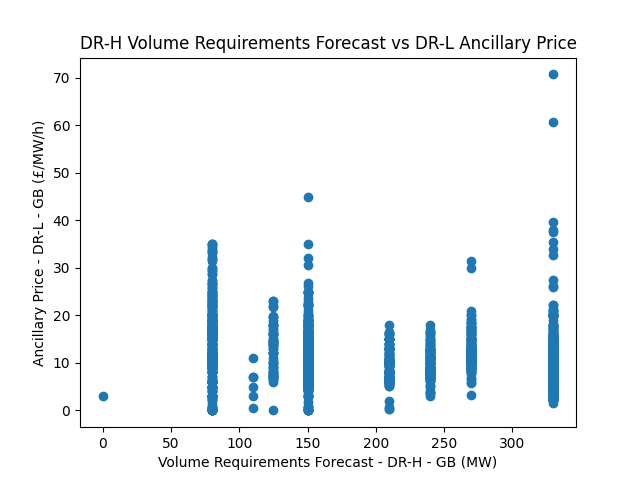 DR-H Volume Requirements Forecast vs DR-L Ancillary Price
70
60
50
40
30
20
10
0
Ancillary Price - DR-L - GB (£/MW/h)
0 50 100 150 200 250 300
Volume Requirements Forecast - DR-H - GB (MW)